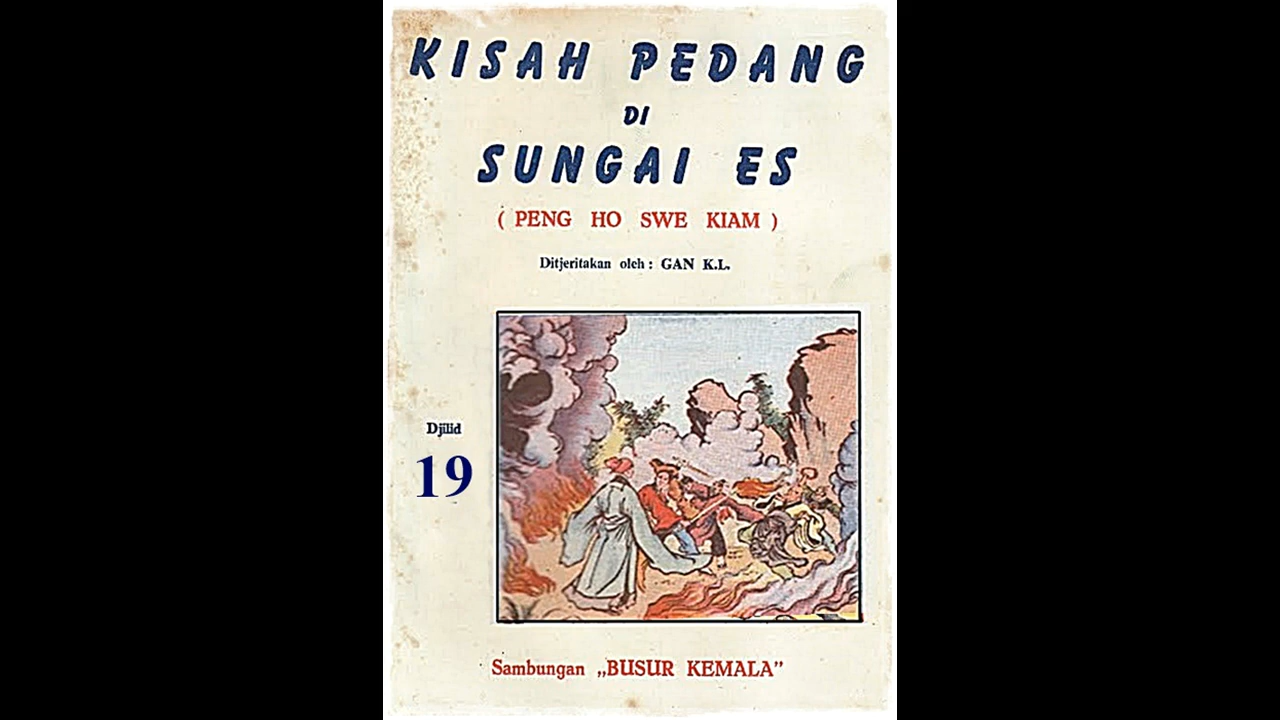 KISAH PEDANG
DI
SUNGAI ES
( PENG HO SWE KIAM )
Ditjeritakan oleh : GAN K.L.
Djilid
19
Sambungan „BUSUR KEMALA”